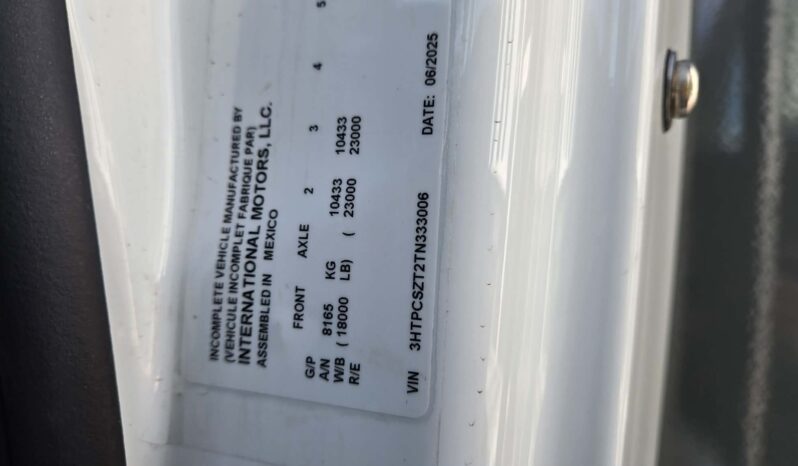 INCOMPLETE VEHICLE MANUFACTURED BY
(VEHICULE INCOMPLET FABRIQUE PAR)
INTERNATIONAL MOTORS, LLC.
ASSEMBLED IN MEXICO
FRONT AXLE 2 3 4 5
G/P
A/N 8165 KG 10433 10433
W/B ( 18000 LB) ( 23000 23000
R/E
VIN 3HTPCSZT2TN333006 DATE: 06/2025